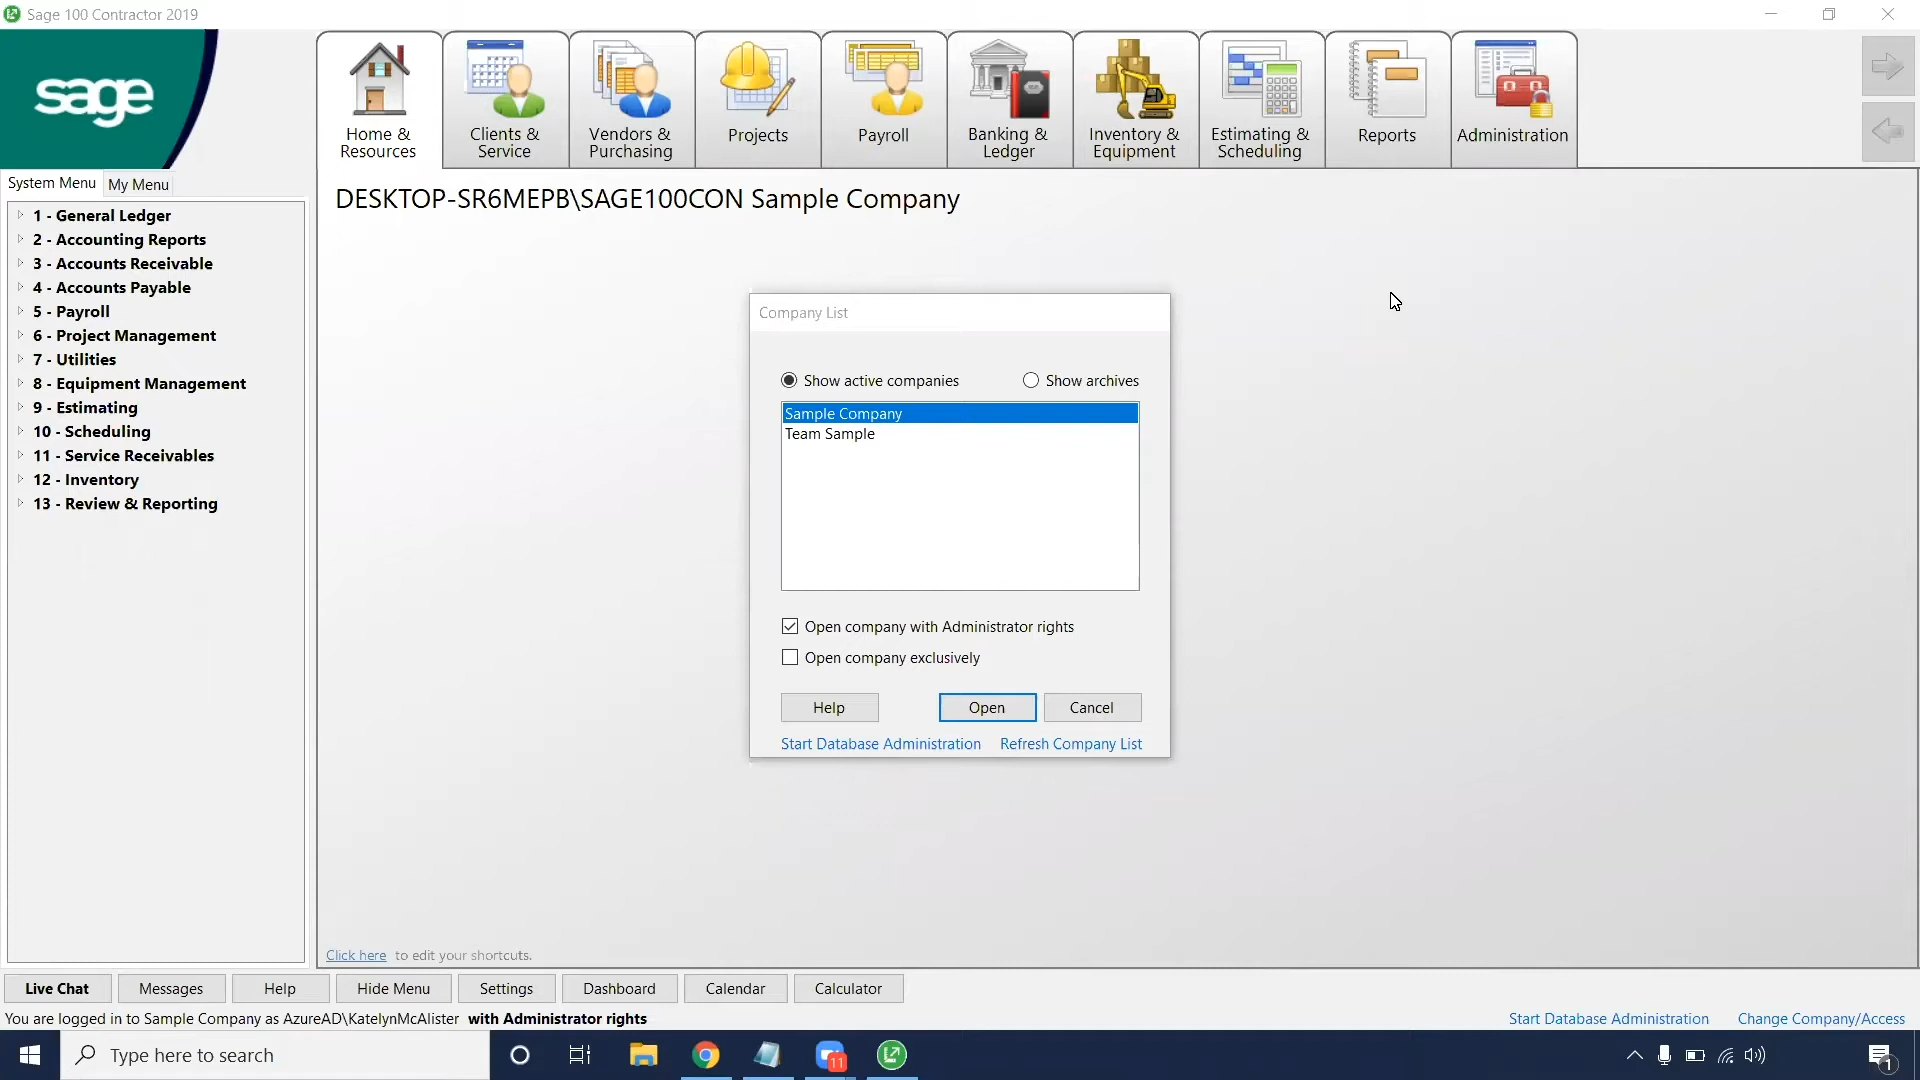 Sage 100 Contractor 2019
sage
Home &
Resources
Clients &
Service
Vendors &
Purchasing
Projects
Payroll
Banking &
Ledger
Inventory &
Equipment
Estimating &
Scheduling
Reports
Administration
System Menu
My Menu
1 - General Ledger
2 - Accounting Reports
3 - Accounts Receivable
4 - Accounts Payable
5 - Payroll
6 - Project Management
7 - Utilities
8 - Equipment Management
9 - Estimating
10 - Scheduling
11 - Service Receivables
12 - Inventory
13 - Review & Reporting
DESKTOP-SR6MEPB\SAGE100CON Sample Company
Company List
Show active companies
Show archives
Sample Company
Team Sample
Open company with Administrator rights
Open company exclusively
Help
Open
Cancel
Start Database Administration
Refresh Company List
Click here to edit your shortcuts.
Live Chat
Messages
Help
Hide Menu
Settings
Dashboard
Calendar
Calculator
You are logged in to Sample Company as AzureAD\KatelynMcAlister with Administrator rights
Start Database Administration
Change Company/Access
Type here to search
11
1